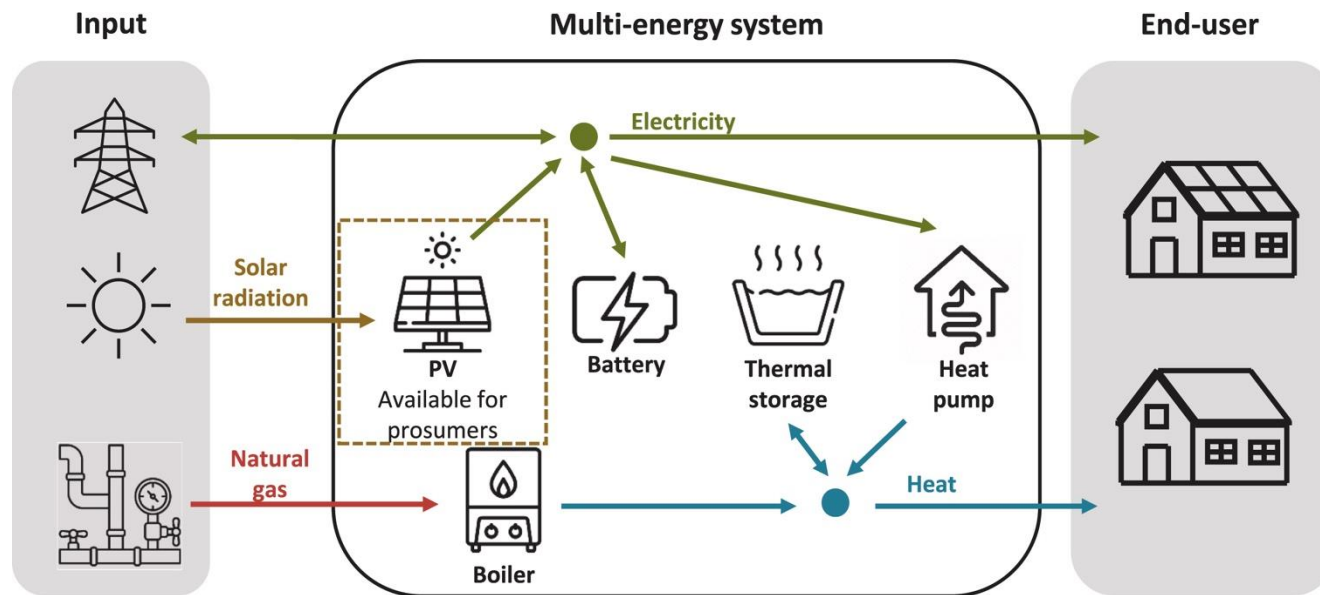 Input
Multi-energy system
End-user
Electricity
Solar
radiation
PV
Available for
prosumers
Battery
Thermal
storage
Heat
pump
Natural
gas
Boiler
Heat